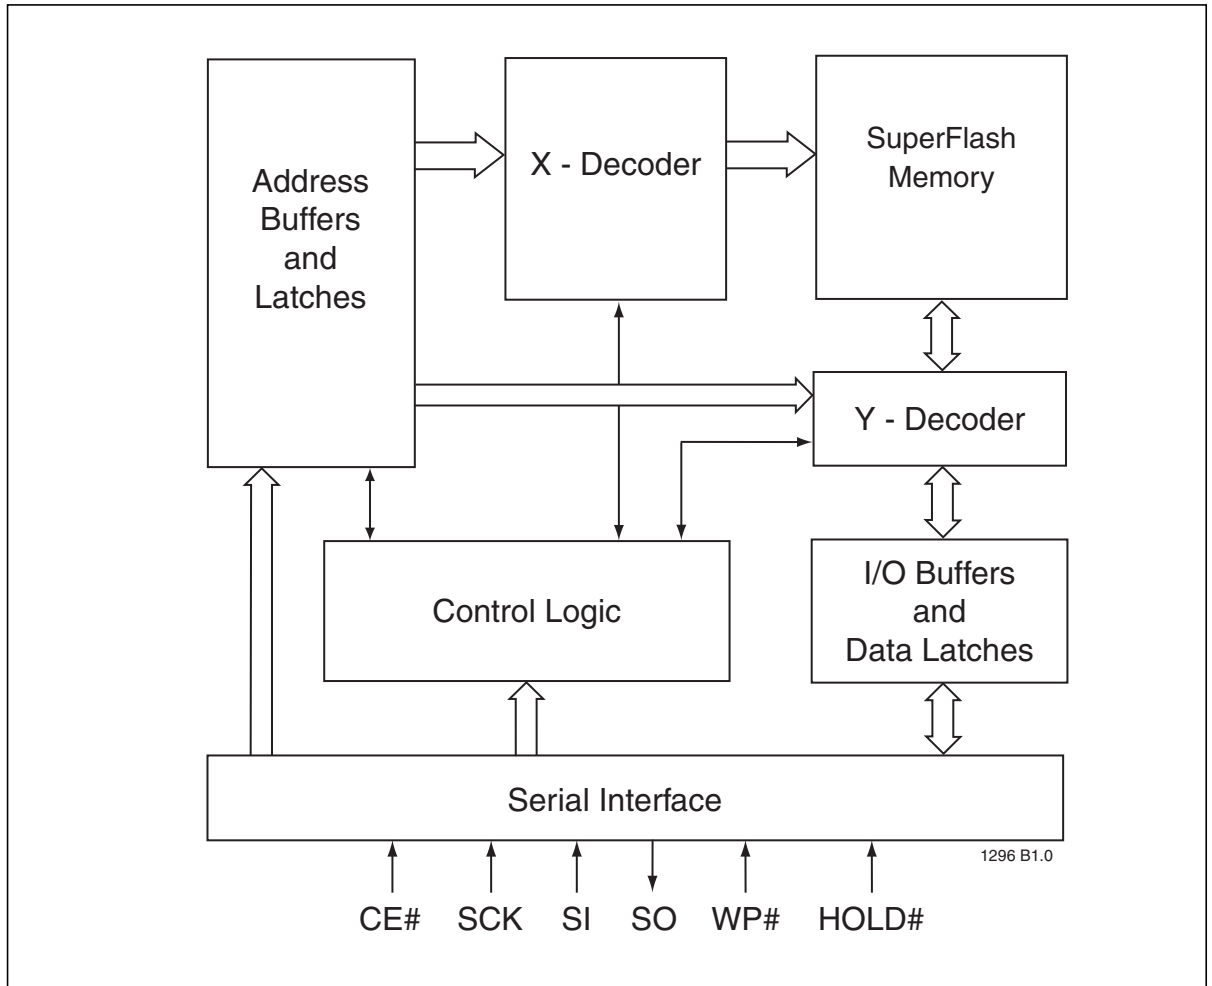 Address
Buffers
and
Latches
X - Decoder
SuperFlash
Memory
Y - Decoder
Control Logic
I/O Buffers
and
Data Latches
Serial Interface
1296 B1.0
CE# SCK SI SO WP# HOLD#